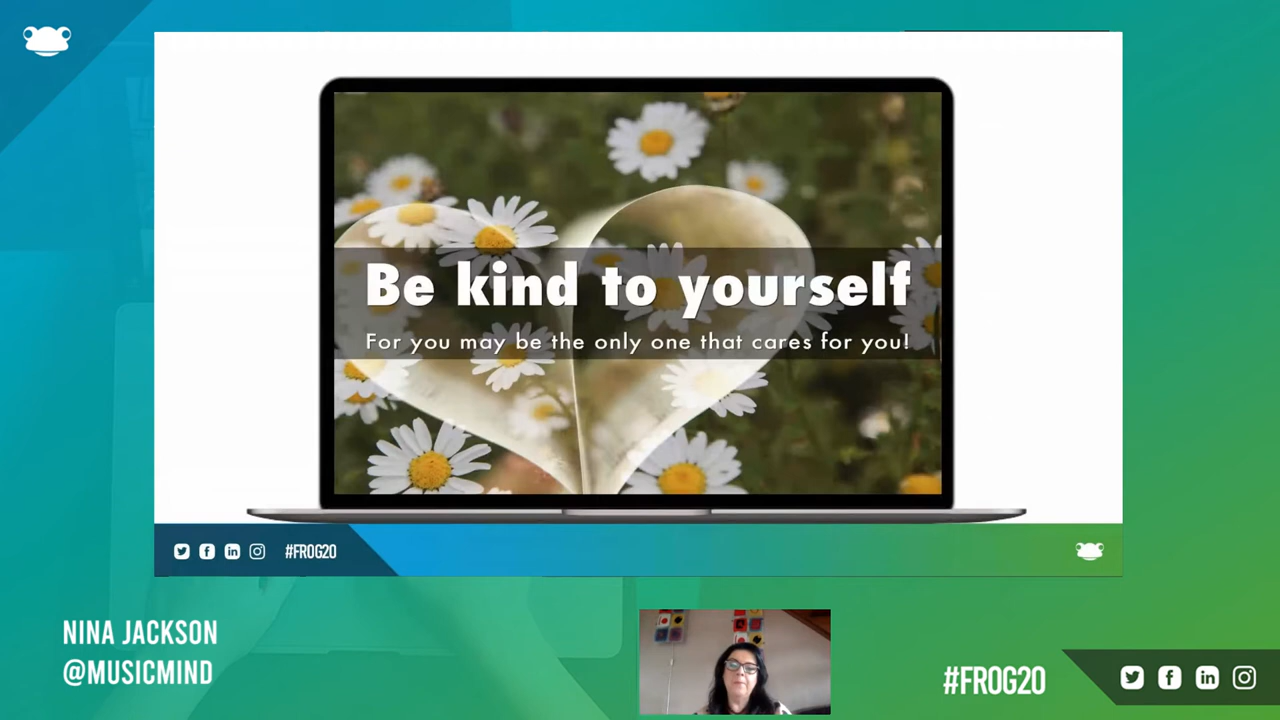 Be kind to yourself
For you may be the only one that cares for you!
#FROG20
NINA JACKSON
@MUSICMIND
#FROG20